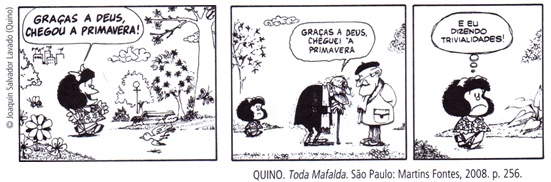 © Joaquín Salvador Lavado (Quino)
GRAÇAS A DEUS,
CHEGOU A PRIMAVERA!
GRAÇAS A DEUS,
CHEGUEI À
PRIMAVERA
E EU
DIZENDO
TRIVIALIDADES!
QUINO. Toda Mafalda. São Paulo: Martins Fontes, 2008. p. 256.